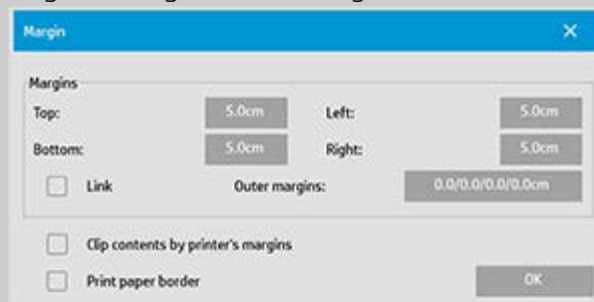 Margin
Margins
Top: 5.0cm Left: 5.0cm
Bottom: 5.0cm Right: 5.0cm
Link Outer margins: 0.0/0.0/0.0/0.0cm
Clip contents by printer's margins
Print paper border OK